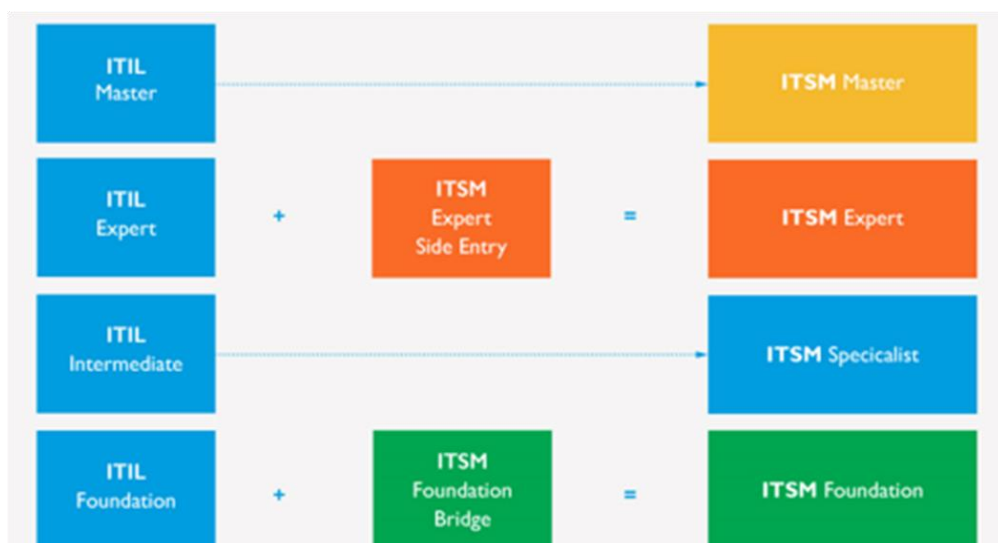 ITIL
Master
ITSM Master
ITIL
Expert
+
ITSM
Expert
Side Entry
=
ITSM Expert
ITIL
Intermediate
ITSM Specicalist
ITIL
Foundation
+
ITSM
Foundation
Bridge
=
ITSM Foundation